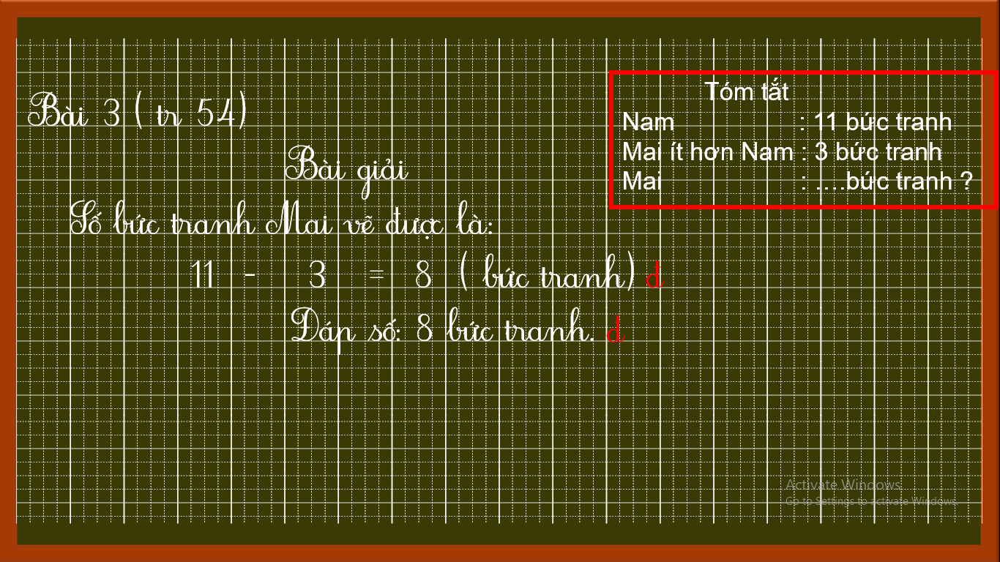 Bài 3 ( tr 54)
Bài giải
Số bức tranh Mai vẽ được là:
11 - 3 = 8 ( bức tranh) đ
Đáp số: 8 bức tranh. đ
Tóm tắt
Nam : 11 bức tranh
Mai ít hơn Nam : 3 bức tranh
Mai : ....bức tranh ?
Activate Windows
Go to Settings to activate Windows.